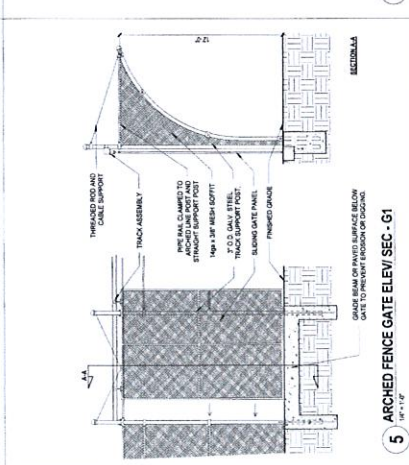 THREADED ROD AND
CABLE SUPPORT
TRACK ASSEMBLY
PIPE RAIL CLAMPED TO
ARCHED LINE POST AND
STRAIGHT SUPPORT POST
14ga x 3/8" MESH SOFFIT
3" O.D. GALV. STEEL
TRACK SUPPORT POST
SLIDING GATE PANEL
FINISHED GRADE
12'-0"
SECTION A-A
A-A
GRADE BEAM OR PAVED SURFACE BELOW
GATE TO PREVENT EROSION OR DIGGING.
5 ARCHED FENCE GATE ELEV/ SEC - G1
1/4" = 1'-0"